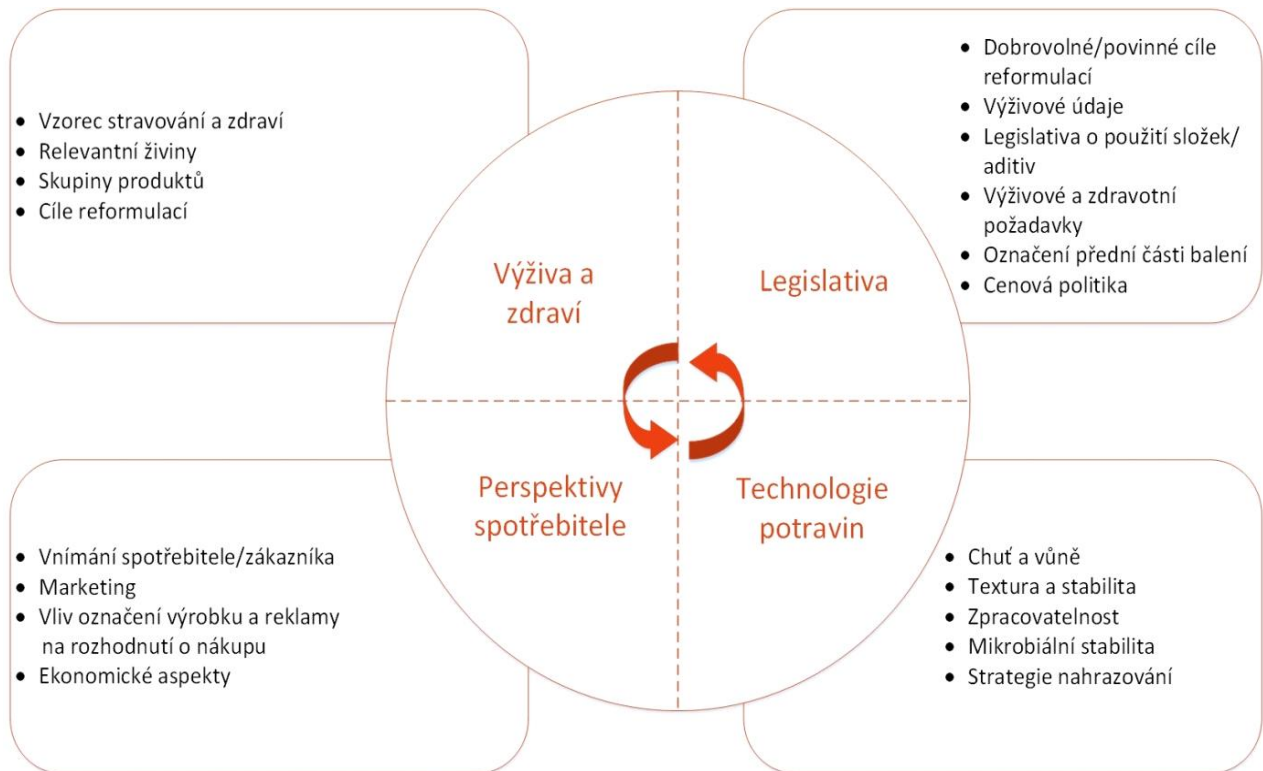 • Vzorec stravování a zdraví
• Relevantní živiny
• Skupiny produktů
• Cíle reformulací
• Dobrovolné/povinné cíle
reformulací
• Výživové údaje
• Legislativa o použití složek/
aditiv
• Výživové a zdravotní
požadavky
• Označení přední části balení
• Cenová politika
Výživa a
zdraví
Legislativa
Perspektivy
spotřebitele
Technologie
potravin
• Vnímání spotřebitele/zákazníka
• Marketing
• Vliv označení výrobku a reklamy
na rozhodnutí o nákupu
• Ekonomické aspekty
• Chuť a vůně
• Textura a stabilita
• Zpracovatelnost
• Mikrobiální stabilita
• Strategie nahrazování